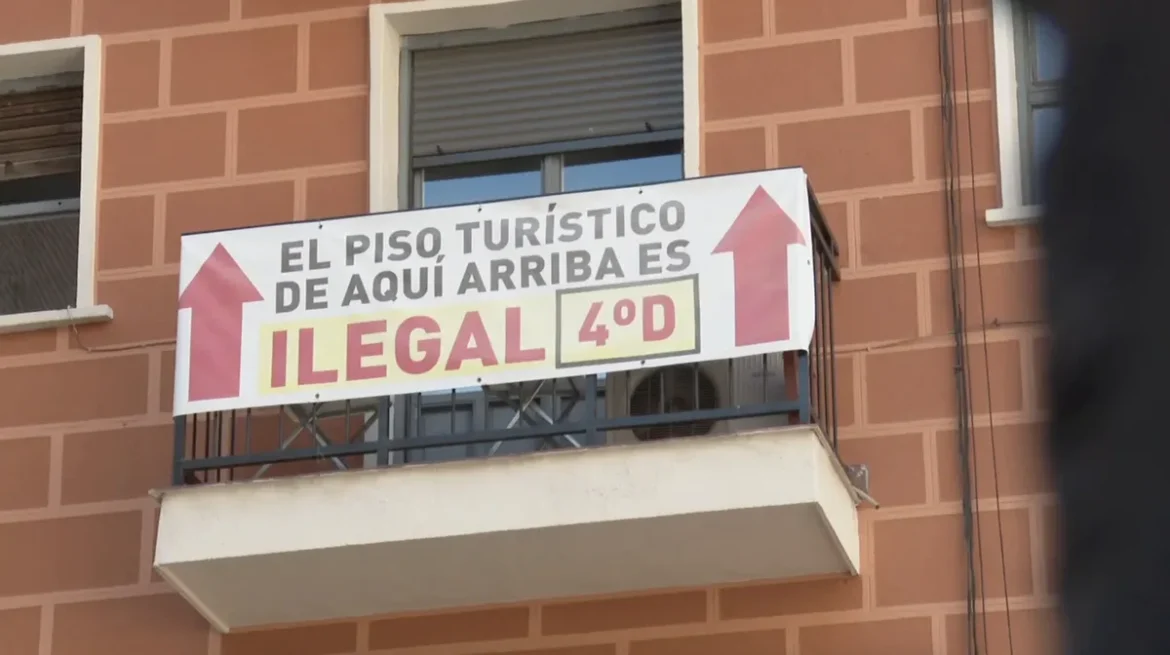 EL PISO TURÍSTICO
DE AQUÍ ARRIBA ES
ILEGAL 4ºD